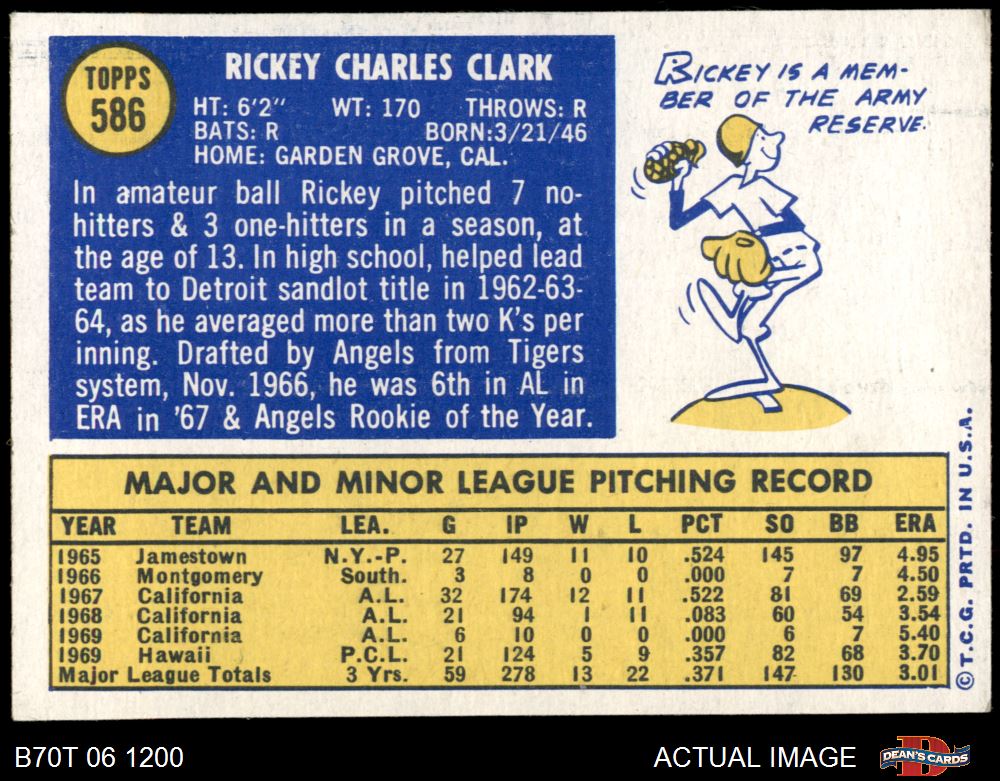 TOPPS
586
RICKEY CHARLES CLARK
HT: 6'2" WT: 170 THROWS: R
BATS: R BORN:3/21/46
HOME: GARDEN GROVE, CAL.
In amateur ball Rickey pitched 7 no-
hitters & 3 one-hitters in a season, at
the age of 13. In high school, helped lead
team to Detroit sandlot title in 1962-63-
64, as he averaged more than two K's per
inning. Drafted by Angels from Tigers
system, Nov. 1966, he was 6th in AL in
ERA in '67 & Angels Rookie of the Year.
RICKEY IS A MEM-
BER OF THE ARMY
RESERVE.
MAJOR AND MINOR LEAGUE PITCHING RECORD
YEAR TEAM LEA. G IP W L PCT SO BB ERA
1965 Jamestown N.Y.-P. 27 149 11 10 .524 145 97 4.95
1966 Montgomery South. 3 8 0 0 .000 7 7 4.50
1967 California A.L. 32 174 12 11 .522 81 69 2.59
1968 California A.L. 21 94 1 11 .083 60 54 3.54
1969 California A.L. 6 10 0 0 .000 6 7 5.40
1969 Hawaii P.C.L. 21 124 5 9 .357 82 68 3.70
Major League Totals 3 Yrs. 59 278 13 22 .371 147 130 3.01
©T.C.G. PRTD. IN U.S.A.
B70T 06 1200
ACTUAL IMAGE
D
DEAN'S CARDS